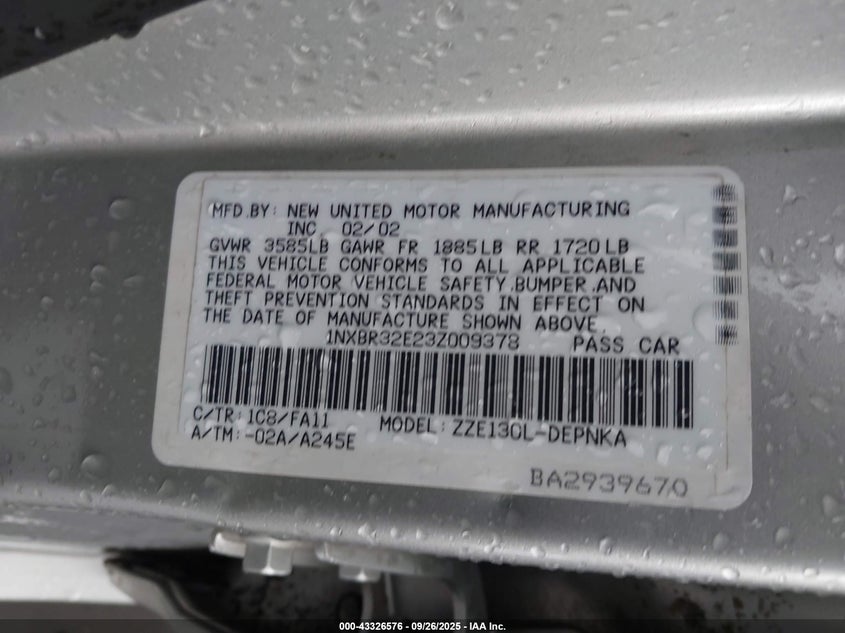 MFD.BY: NEW UNITED MOTOR MANUFACTURING
INC. 02/02
GVWR 3585LB GAWR FR 1885LB RR 1720LB
THIS VEHICLE CONFORMS TO ALL APPLICABLE
FEDERAL MOTOR VEHICLE SAFETY,BUMPER,AND
THEFT PREVENTION STANDARDS IN EFFECT ON
THE DATE OF MANUFACTURE SHOWN ABOVE.
1NXBR32E23Z009378 PASS CAR
C/TR:1C8/FA11 MODEL:ZZE130L-DEPNKA
A/TM:-02A/A245E
BA2939670
000-43326576 - 09/26/2025 - IAA Inc.